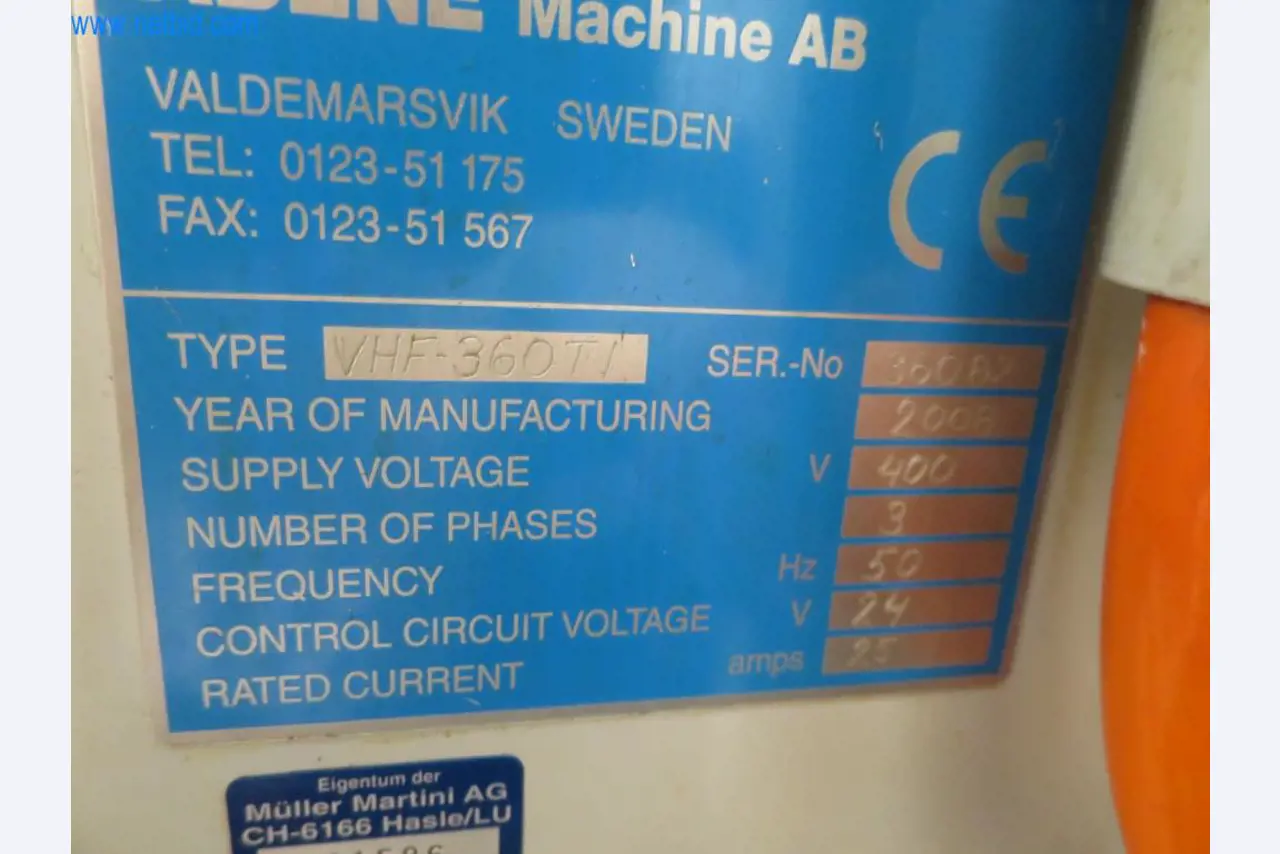 Machine AB
VALDEMARSVIK SWEDEN
TEL: 0123-51 175
FAX: 0123-51 567
CE
TYPE VHF-360T1 SER.-No
YEAR OF MANUFACTURING 2008
SUPPLY VOLTAGE V 400
NUMBER OF PHASES 3
FREQUENCY Hz 50
CONTROL CIRCUIT VOLTAGE V 24
RATED CURRENT amps 25
Eigentum der
Müller Martini AG
CH-6166 Hasle/LU